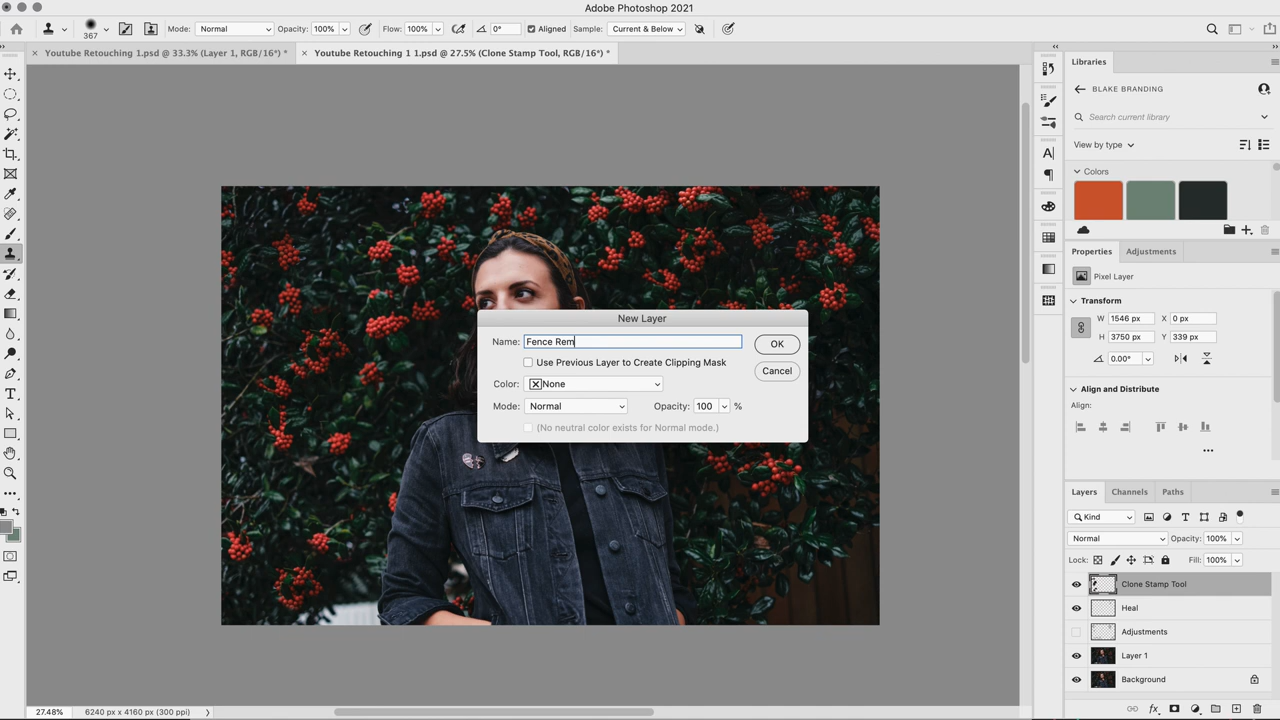 Adobe Photoshop 2021
367
Mode: Normal Opacity: 100% Flow: 100% 0° Aligned Sample: Current & Below
Youtube Retouching 1.psd @ 33.3% (Layer 1, RGB/16*) *
Youtube Retouching 1 1.psd @ 27.5% (Clone Stamp Tool, RGB/16*) *
Libraries
BLAKE BRANDING
Search current library
View by type
Colors
Properties Adjustments
Pixel Layer
Transform
W 1546 px X 0 px
H 3750 px Y 339 px
0.00°
Align and Distribute
Align:
New Layer
Name: Fence Rem
OK
Use Previous Layer to Create Clipping Mask
Cancel
Color: None
Mode: Normal Opacity: 100 %
(No neutral color exists for Normal mode.)
Layers Channels Paths
Kind
Normal Opacity: 100%
Lock: Fill: 100%
Clone Stamp Tool
Heal
Adjustments
Layer 1
Background
fx
27.48% 6240 px x 4160 px (300 ppi)